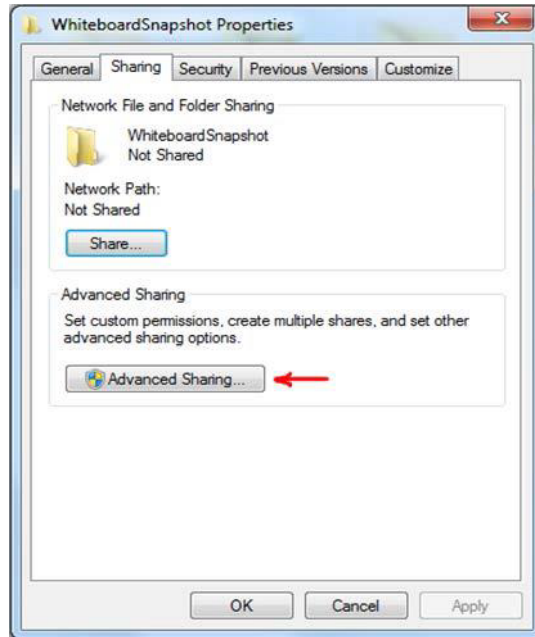 WhiteboardSnapshot Properties
General Sharing Security Previous Versions Customize
Network File and Folder Sharing
WhiteboardSnapshot
Not Shared
Network Path:
Not Shared
Share...
Advanced Sharing
Set custom permissions, create multiple shares, and set other
advanced sharing options.
Advanced Sharing...
OK Cancel Apply